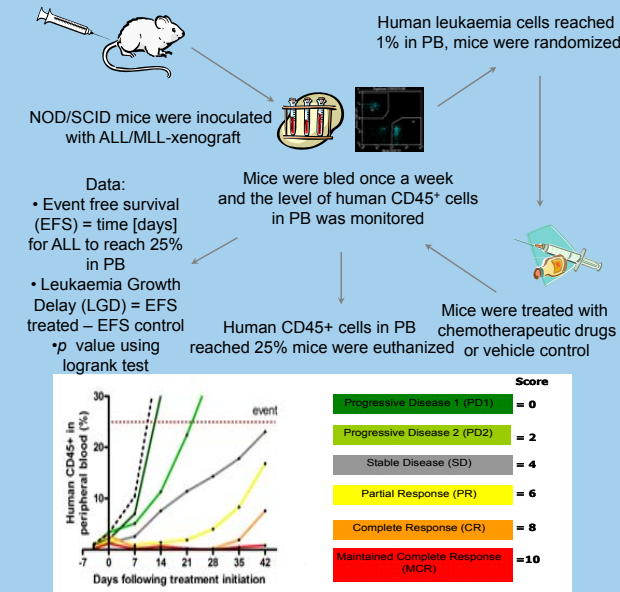 Human leukaemia cells reached
1% in PB, mice were randomized
NOD/SCID mice were inoculated
with ALL/MLL-xenograft
Mice were bled once a week
and the level of human CD45+ cells
in PB was monitored
Data:
• Event free survival
(EFS) = time [days]
for ALL to reach 25%
in PB
• Leukaemia Growth
Delay (LGD) = EFS
treated – EFS control
•p value using
logrank test
Human CD45+ cells in PB
reached 25% mice were euthanized
Mice were treated with
chemotherapeutic drugs
or vehicle control
Human CD45+ in
peripheral blood (%)
30
20
10
event
-7 0 7 14 21 28 35 42
Days following treatment initiation
Score
Progressive Disease 1 (PD1) = 0
Progressive Disease 2 (PD2) = 2
Stable Disease (SD) = 4
Partial Response (PR) = 6
Complete Response (CR) = 8
Maintained Complete Response
(MCR) =10